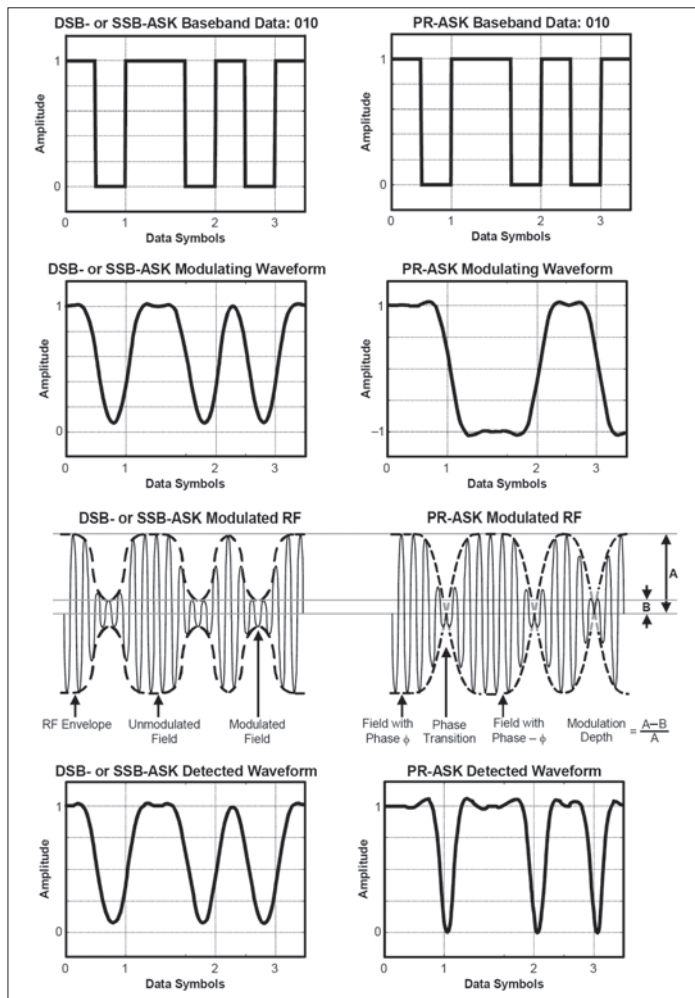 DSB- or SSB-ASK Baseband Data: 010
1
Amplitude
0
0 1 2 3
Data Symbols
PR-ASK Baseband Data: 010
1
Amplitude
0
0 1 2 3
Data Symbols
DSB- or SSB-ASK Modulating Waveform
1
Amplitude
0
0 1 2 3
Data Symbols
PR-ASK Modulating Waveform
1
Amplitude
–1
0 1 2 3
Data Symbols
DSB- or SSB-ASK Modulated RF
RF Envelope
Unmodulated
Field
Modulated
Field
PR-ASK Modulated RF
A
B
Field with
Phase ϕ
Phase
Transition
Field with
Phase – ϕ
Modulation
Depth
= A–B
A
DSB- or SSB-ASK Detected Waveform
1
Amplitude
0
0 1 2 3
Data Symbols
PR-ASK Detected Waveform
1
Amplitude
0
0 1 2 3
Data Symbols